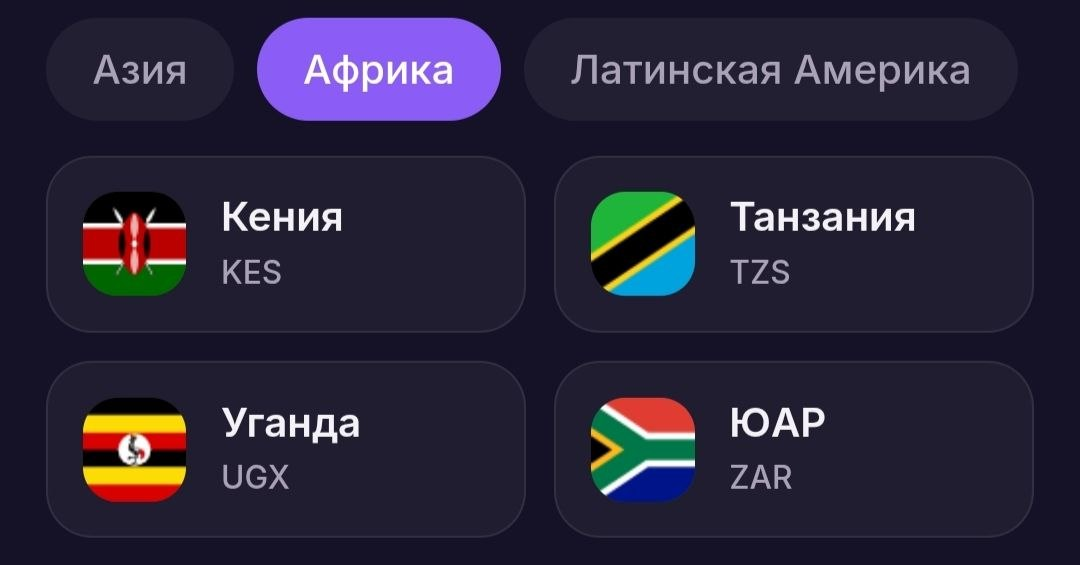 Азия
Африка
Латинская Америка
Кения
KES
Танзания
TZS
Уганда
UGX
ЮАР
ZAR